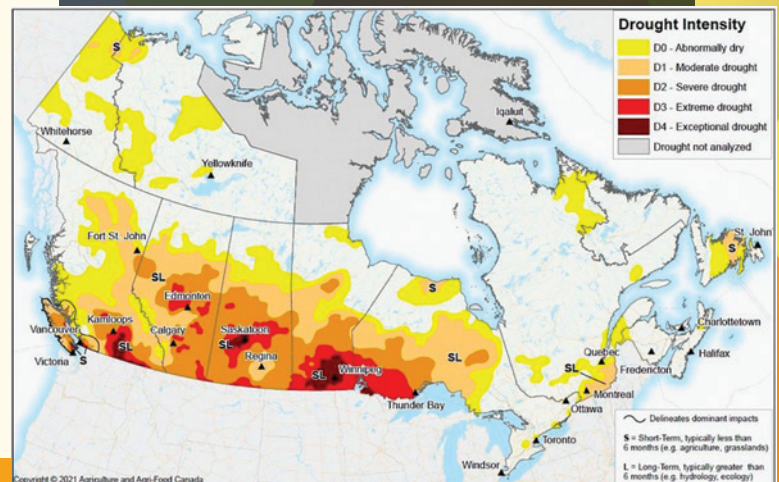 Drought Intensity
D0 - Abnormally dry
D1 - Moderate drought
D2 - Severe drought
D3 - Extreme drought
D4 - Exceptional drought
Drought not analyzed
S
Iqaluit
Whitehorse
Yellowknife
Fort St. John
St. John
S
SL
S
Edmonton
Kamloops
Saskatoon
Vancouver
Calgary
SL
SL
Charlottetown
Victoria
S
Regina
SL
Winnipeg
SL
SL
Quebec
Fredericton
Halifax
Thunder Bay
Montreal
Ottawa
Toronto
Windsor
Delineates dominant impacts
S = Short-Term, typically less than
6 months (e.g. agriculture, grasslands)
L = Long-Term, typically greater than
6 months (e.g. hydrology, ecology)
Copyright © 2021 Agriculture and Agri-Food Canada